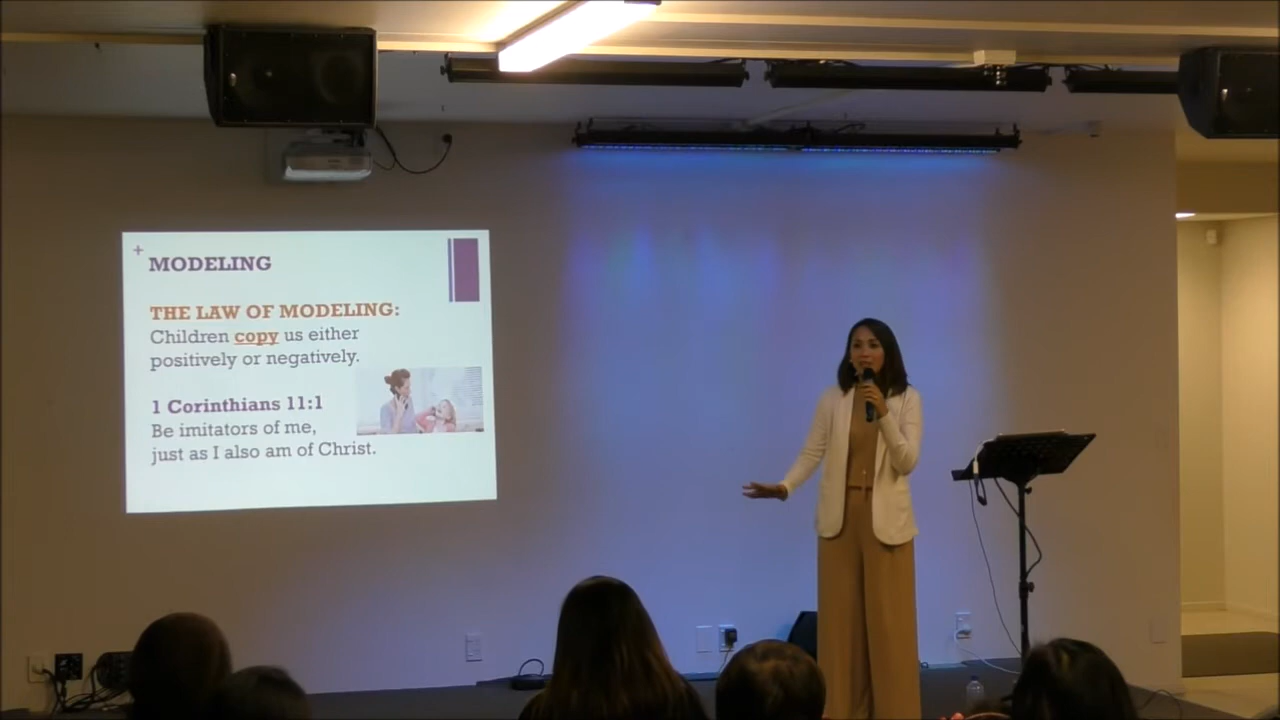 +
MODELING
THE LAW OF MODELING:
Children copy us either
positively or negatively.
1 Corinthians 11:1
Be imitators of me,
just as I also am of Christ.